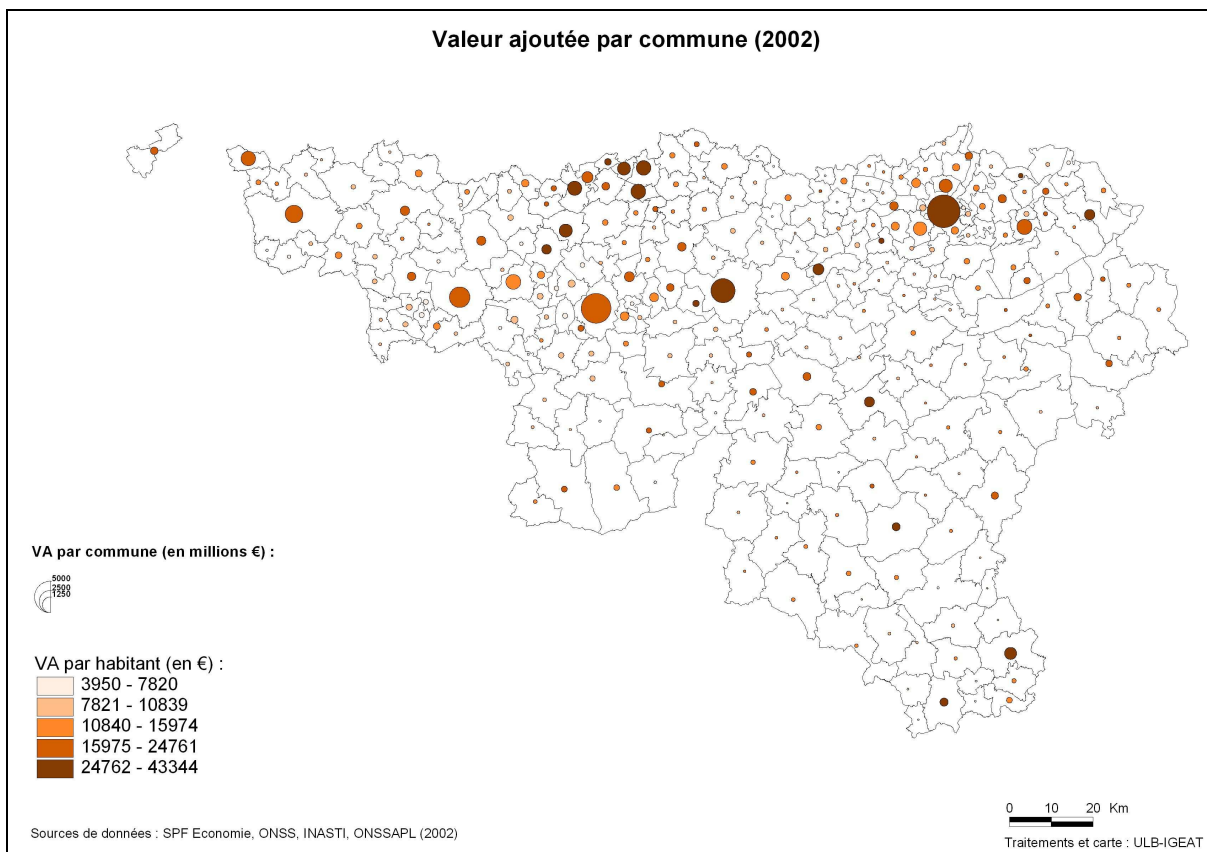 Valeur ajoutée par commune (2002)
VA par commune (en millions €) :
5000
2500
1250
VA par habitant (en €) :
3950 - 7820
7821 - 10839
10840 - 15974
15975 - 24761
24762 - 43344
0 10 20 Km
Sources de données : SPF Economie, ONSS, INASTI, ONSSAPL (2002)
Traitements et carte : ULB-IGEAT